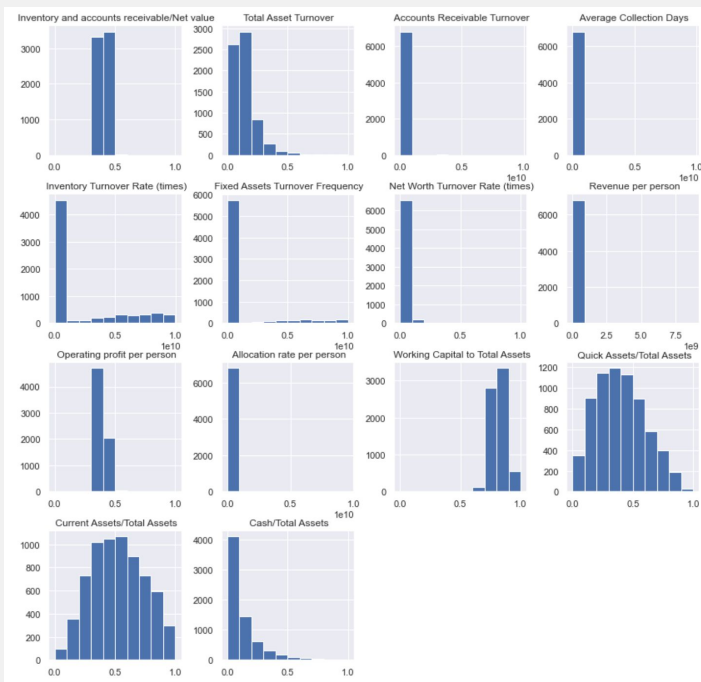 Inventory and accounts receivable/Net value
3000
2000
1000
0
0.0 0.5 1.0
Total Asset Turnover
3000
2500
2000
1500
1000
500
0
0.0 0.5 1.0
Accounts Receivable Turnover
6000
4000
2000
0
0.0 0.5 1.0
1e10
Average Collection Days
6000
4000
2000
0
0.0 0.5 1.0
1e10
Inventory Turnover Rate (times)
4000
3000
2000
1000
0
0.0 0.5 1.0
1e10
Fixed Assets Turnover Frequency
6000
5000
4000
3000
2000
1000
0
0.0 0.5 1.0
1e10
Net Worth Turnover Rate (times)
6000
5000
4000
3000
2000
1000
0
0.0 0.5 1.0
Revenue per person
6000
4000
2000
0
0.0 2.5 5.0 7.5
1e9
Operating profit per person
4000
3000
2000
1000
0
0.0 0.5 1.0
Allocation rate per person
6000
4000
2000
0
0.0 0.5 1.0
1e10
Working Capital to Total Assets
3000
2000
1000
0
0.0 0.5 1.0
Quick Assets/Total Assets
1200
1000
800
600
400
200
0
0.0 0.5 1.0
Current Assets/Total Assets
1000
800
600
400
200
0
0.0 0.5 1.0
Cash/Total Assets
4000
3000
2000
1000
0
0.0 0.5 1.0